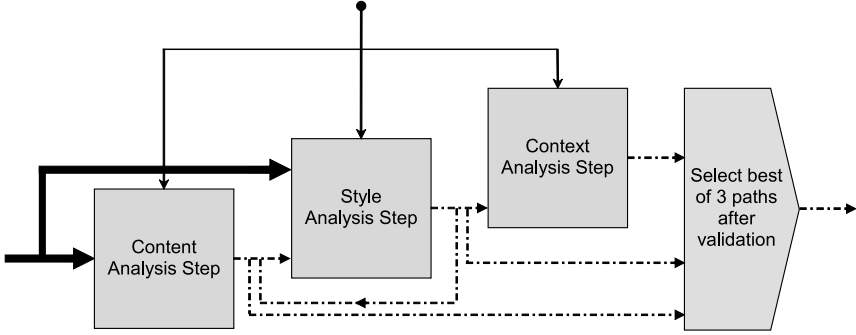 Content
Analysis Step
Style
Analysis Step
Context
Analysis Step
Select best
of 3 paths
after
validation